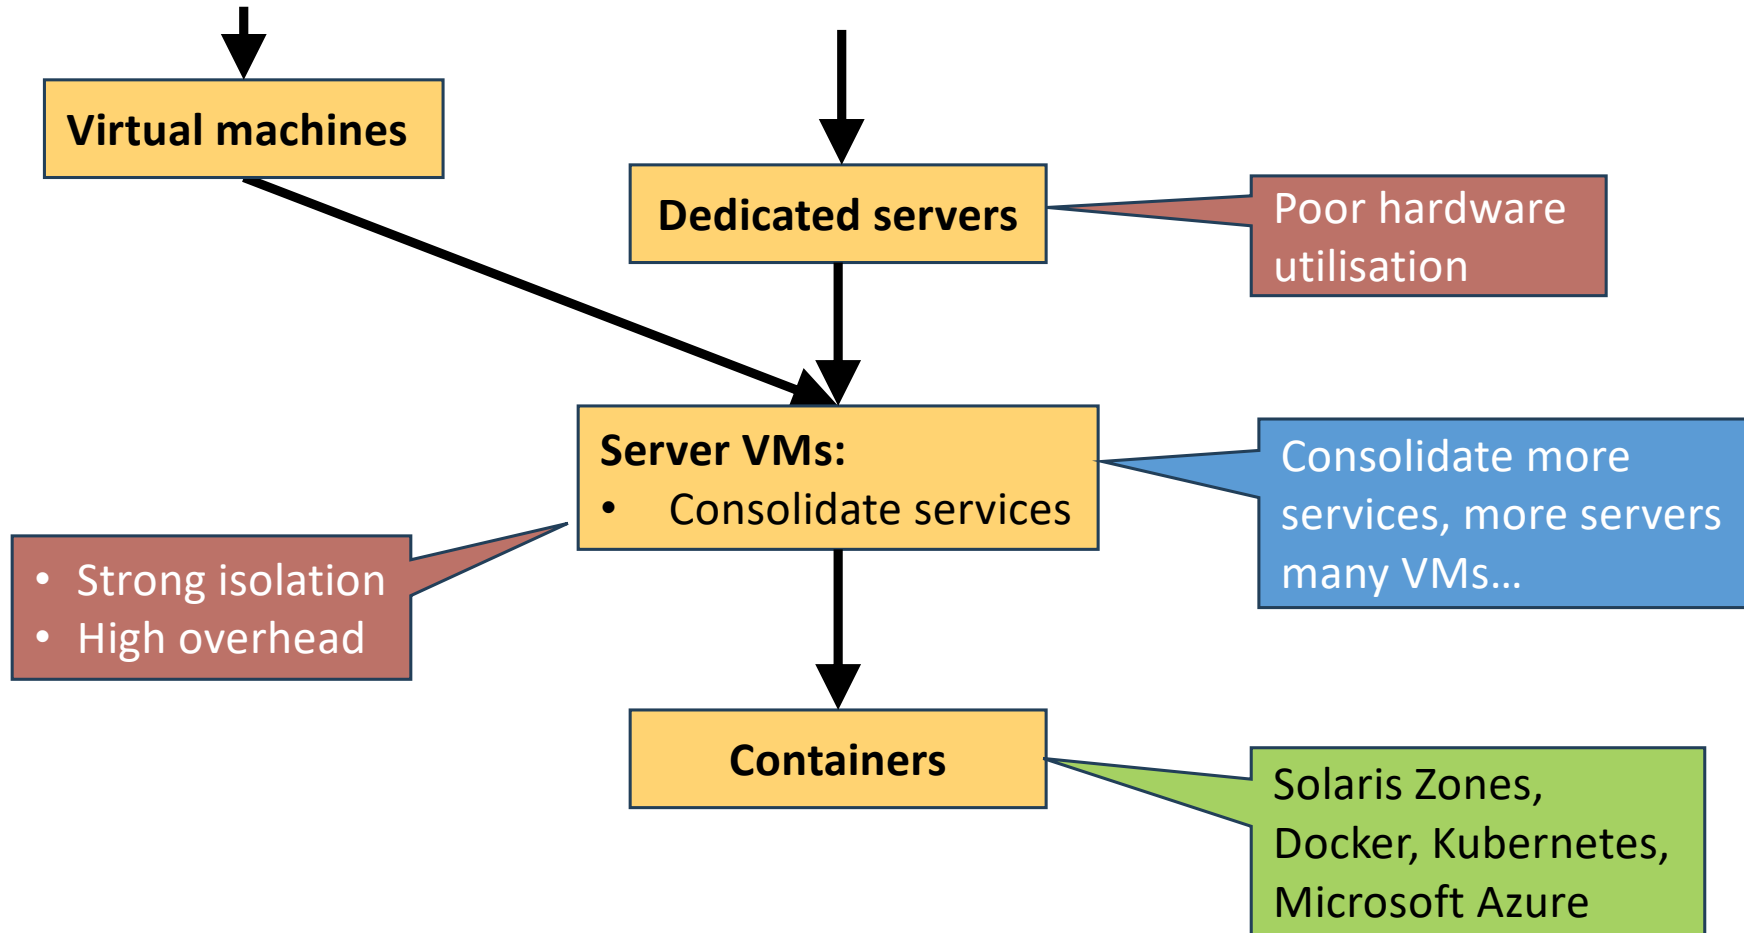 Virtual machines
Dedicated servers
Poor hardware
utilisation
Server VMs:
• Consolidate services
Consolidate more
services, more servers
many VMs...
• Strong isolation
• High overhead
Containers
Solaris Zones,
Docker, Kubernetes,
Microsoft Azure